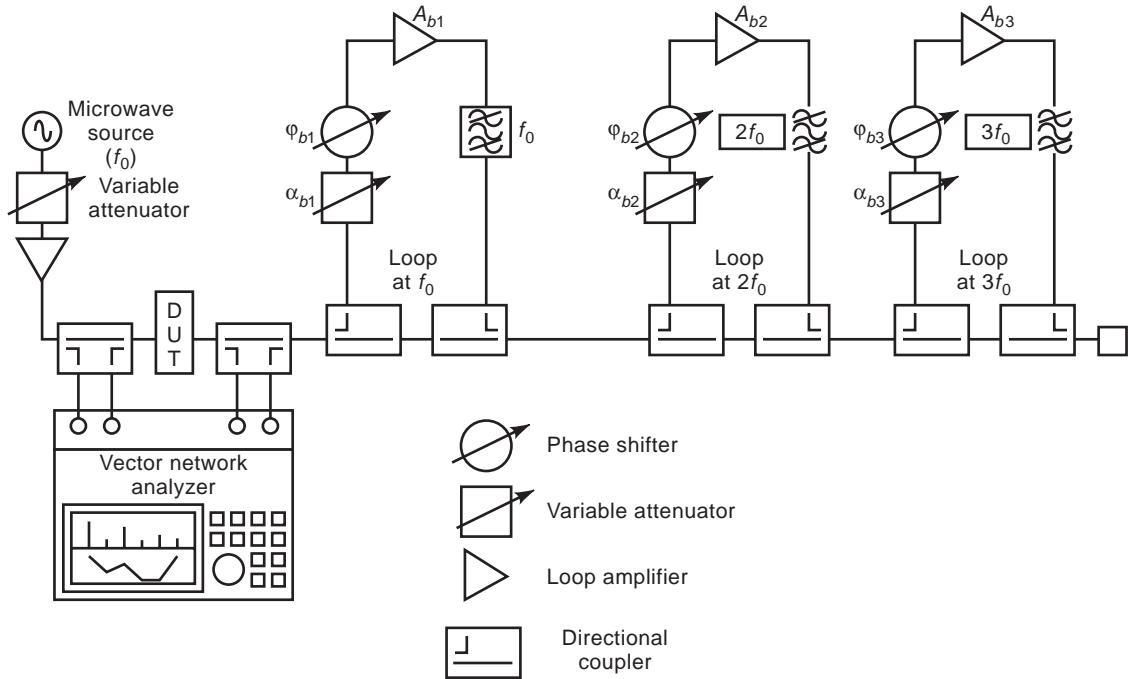 A_b1
A_b2
A_b3
Microwave
source
(f_0)
φ_b1
f_0
φ_b2
2f_0
φ_b3
3f_0
Variable
attenuator
α_b1
α_b2
α_b3
Loop
at f_0
Loop
at 2f_0
Loop
at 3f_0
D
U
T
Vector network
analyzer
Phase shifter
Variable attenuator
Loop amplifier
Directional
coupler